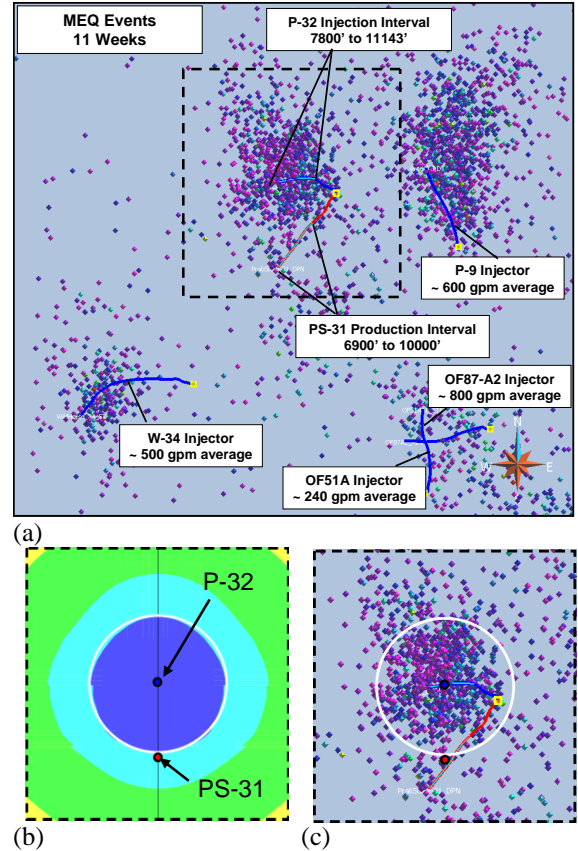 MEQ Events
11 Weeks
P-32 Injection Interval
7800’ to 11143’
P-9 Injector
~ 600 gpm average
PS-31 Production Interval
6900’ to 10000’
OF87-A2 Injector
~ 800 gpm average
W-34 Injector
~ 500 gpm average
OF51A Injector
~ 240 gpm average
N
W
E
(a)
P-32
PS-31
(b)
(c)